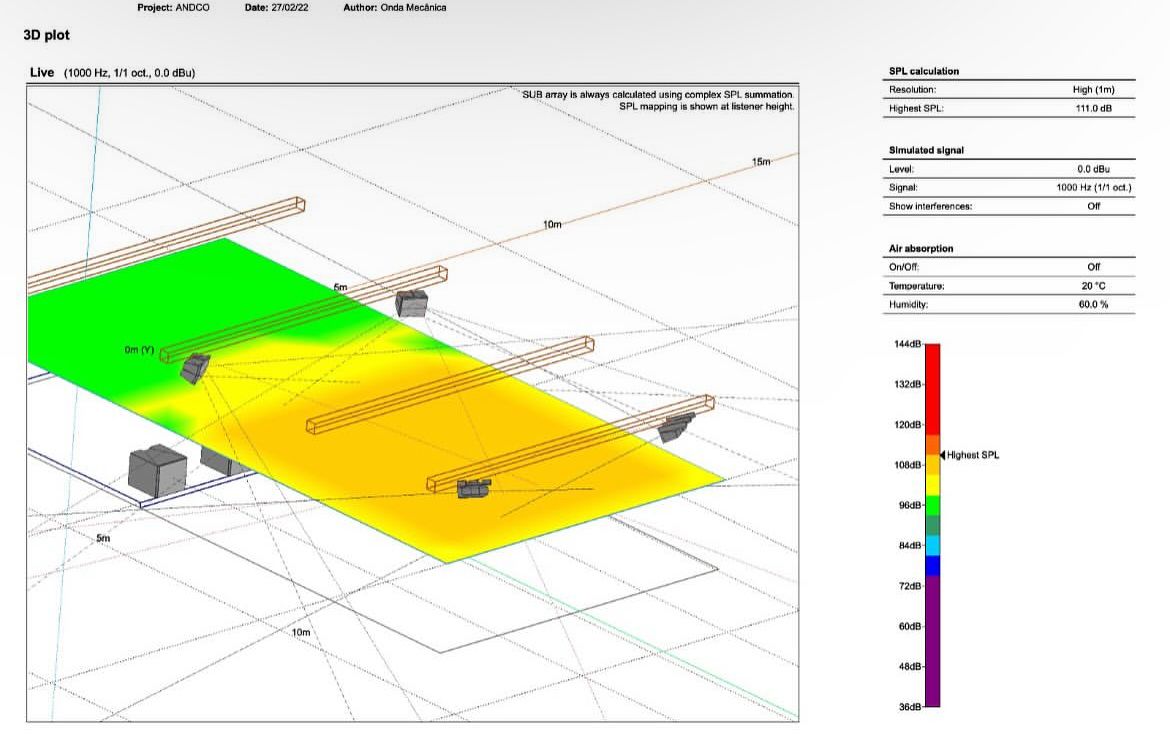 Project: ANDCO Date: 27/02/22 Author: Onda Mecânica
3D plot
Live (1000 Hz, 1/1 oct., 0.0 dBu)
SUB array is always calculated using complex SPL summation.
SPL mapping is shown at listener height.
15m
10m
5m
0m (Y)
5m
10m
SPL calculation
Resolution: High (1m)
Highest SPL: 111.0 dB
Simulated signal
Level: 0.0 dBu
Signal: 1000 Hz (1/1 oct.)
Show interferences: Off
Air absorption
On/Off: Off
Temperature: 20 °C
Humidity: 60.0 %
144dB
132dB
120dB
Highest SPL
108dB
96dB
84dB
72dB
60dB
48dB
36dB